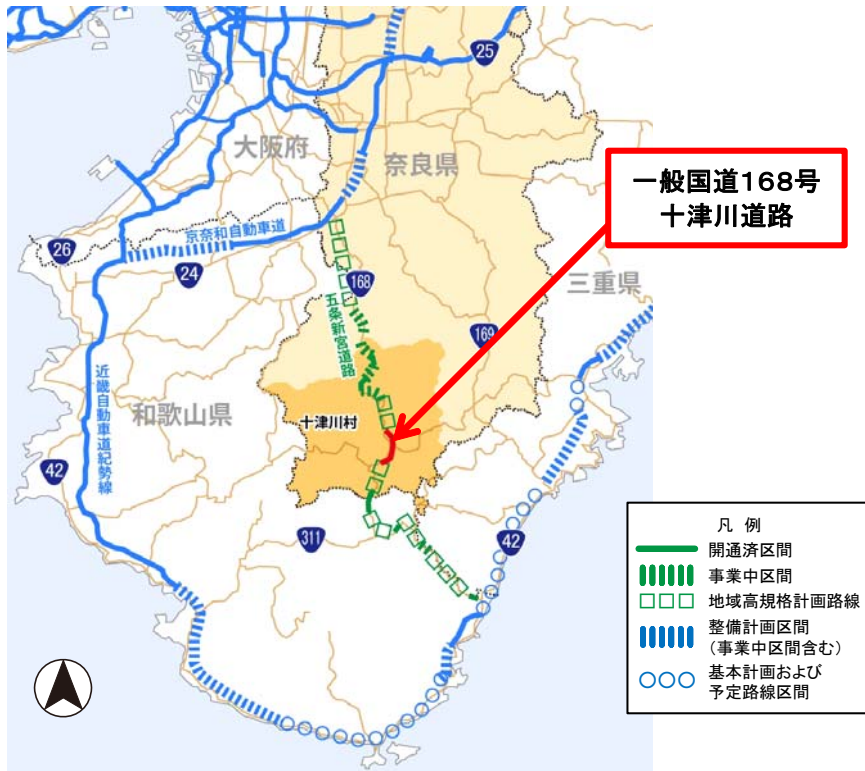 25
大阪府
奈良県
一般国道168号
十津川道路
26
京奈和自動車道
24
168
三重県
五条新宮道路
169
近畿自動車道紀勢線
和歌山県
十津川村
42
311
42
凡 例
開通済区間
事業中区間
地域高規格計画路線
整備計画区間
（事業中区間含む）
基本計画および
予定路線区間